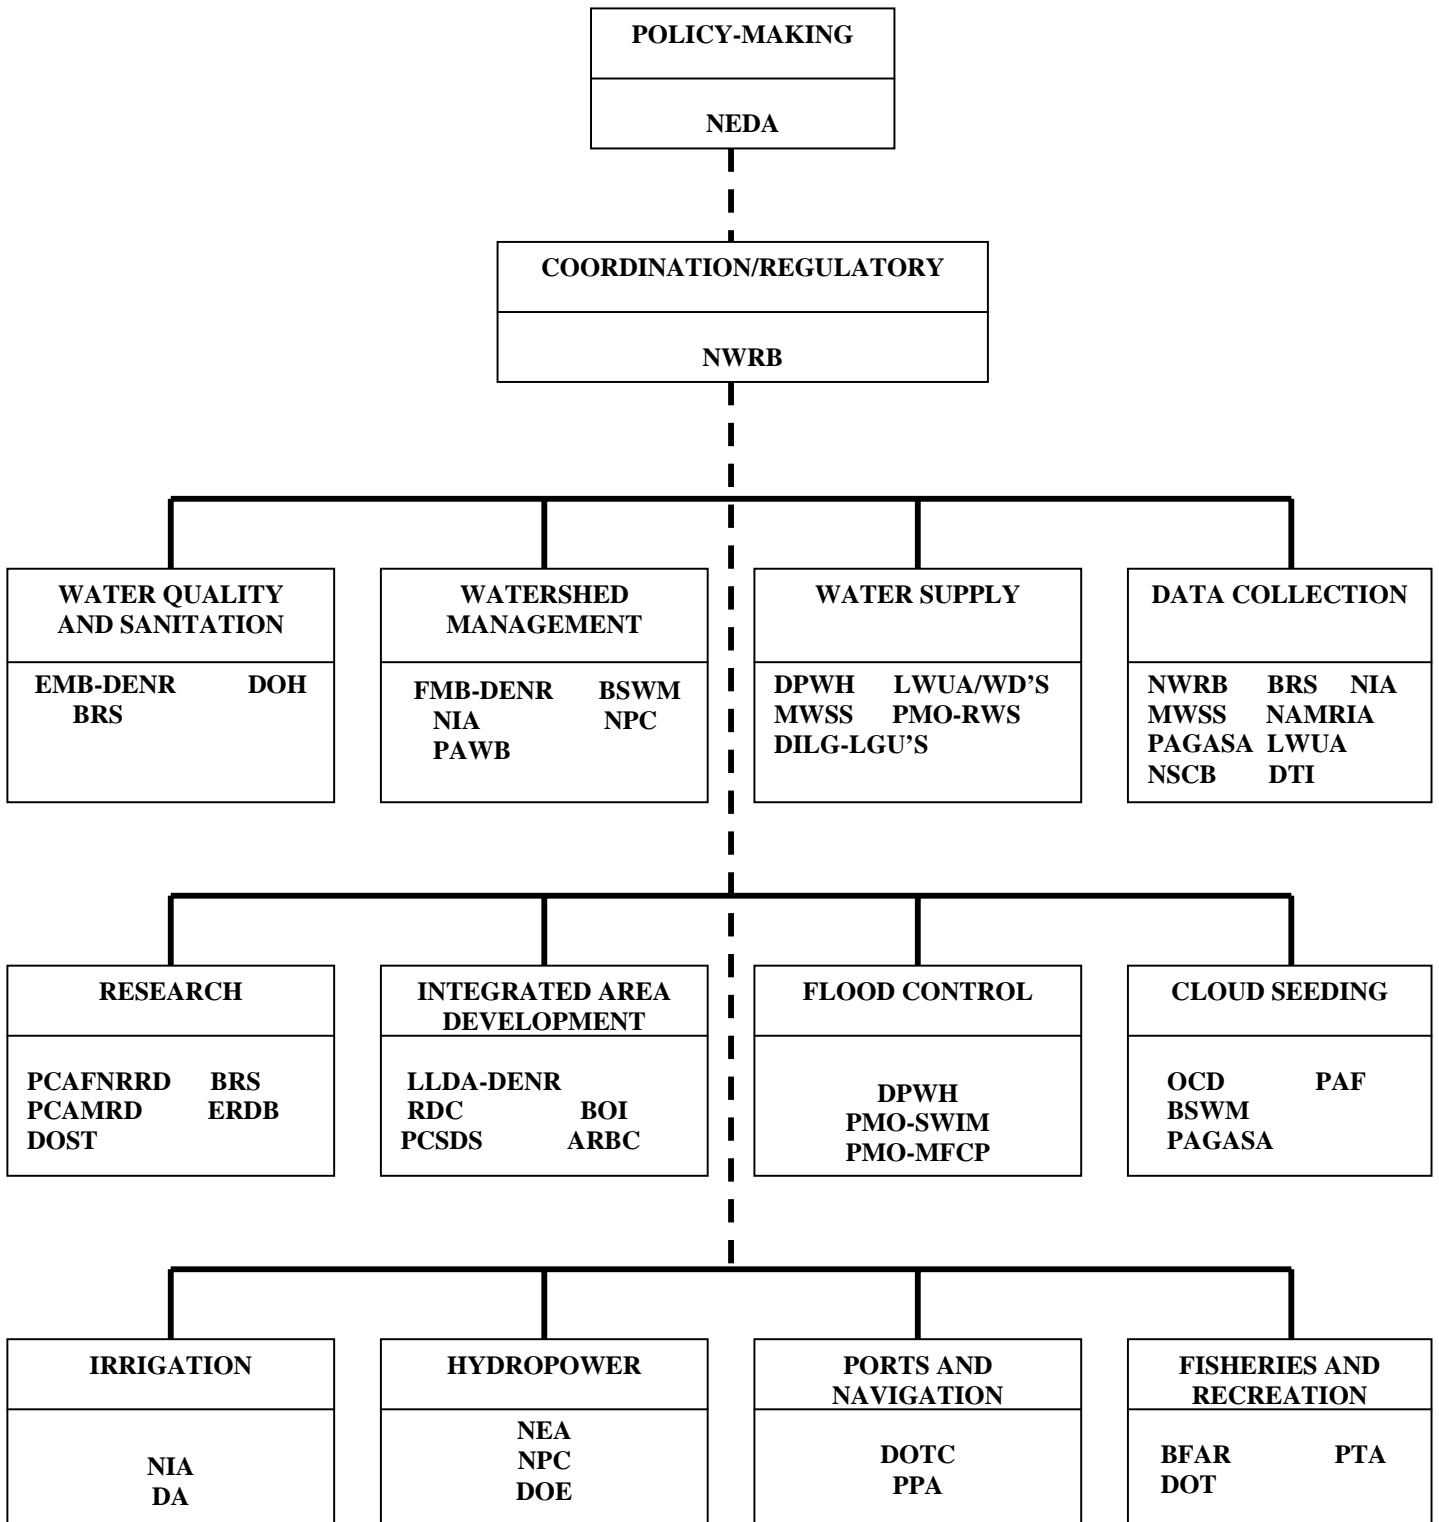 POLICY-MAKING
NEDA
COORDINATION/REGULATORY
NWRB
WATER QUALITY
AND SANITATION
EMB-DENR DOH
BRS
WATERSHED
MANAGEMENT
FMB-DENR BSWM
NIA NPC
PAWB
WATER SUPPLY
DPWH LWUA/WD'S
MWSS PMO-RWS
DILG-LGU'S
DATA COLLECTION
NWRB BRS NIA
MWSS NAMRIA
PAGASA LWUA
NSCB DTI
RESEARCH
PCAFNRRD BRS
PCAMRD ERDB
DOST
INTEGRATED AREA
DEVELOPMENT
LLDA-DENR
RDC BOI
PCSDS ARBC
FLOOD CONTROL
DPWH
PMO-SWIM
PMO-MFCP
CLOUD SEEDING
OCD PAF
BSWM
PAGASA
IRRIGATION
NIA
DA
HYDROPOWER
NEA
NPC
DOE
PORTS AND
NAVIGATION
DOTC
PPA
FISHERIES AND
RECREATION
BFAR PTA
DOT